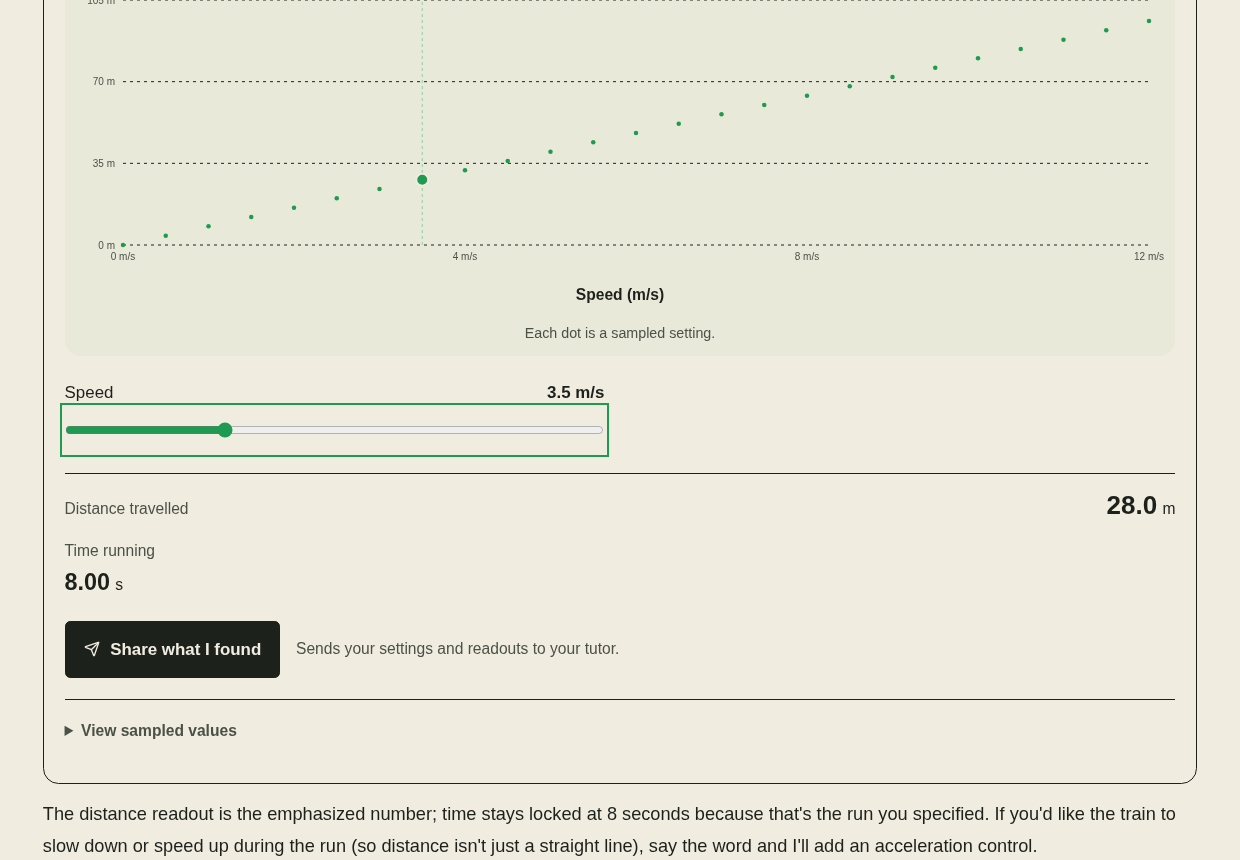 105 m
70 m
35 m
0 m
0 m/s 4 m/s 8 m/s 12 m/s
Speed (m/s)
Each dot is a sampled setting.
Speed 3.5 m/s
Distance travelled 28.0 m
Time running
8.00 s
Share what I found Sends your settings and readouts to your tutor.
View sampled values
The distance readout is the emphasized number; time stays locked at 8 seconds because that's the run you specified. If you'd like the train to
slow down or speed up during the run (so distance isn't just a straight line), say the word and I'll add an acceleration control.